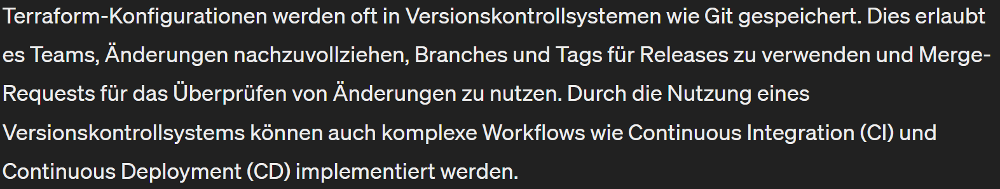 Terraform-Konfigurationen werden oft in Versionskontrollsystemen wie Git gespeichert. Dies erlaubt
es Teams, Änderungen nachzuvollziehen, Branches und Tags für Releases zu verwenden und Merge-
Requests für das Überprüfen von Änderungen zu nutzen. Durch die Nutzung eines
Versionskontrollsystems können auch komplexe Workflows wie Continuous Integration (CI) und
Continuous Deployment (CD) implementiert werden.